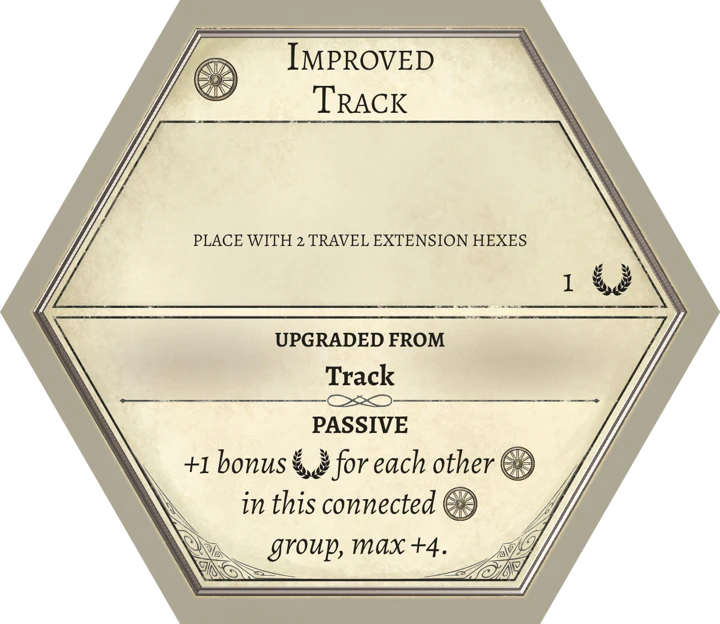 Improved
Track
PLACE WITH 2 TRAVEL EXTENSION HEXES
1
UPGRADED FROM
Track
PASSIVE
+1 bonus for each other
in this connected
group, max +4.